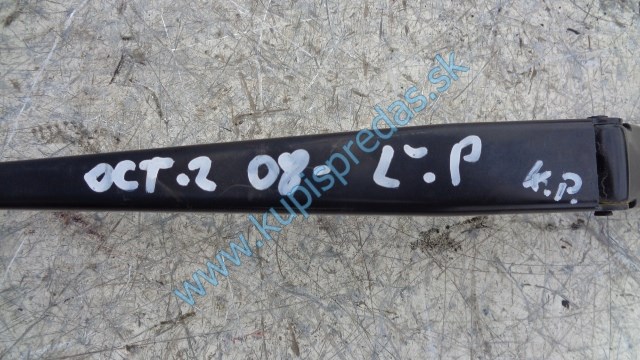 OCT.2 08- Ľ.P K.P.
www.kupispredas.sk